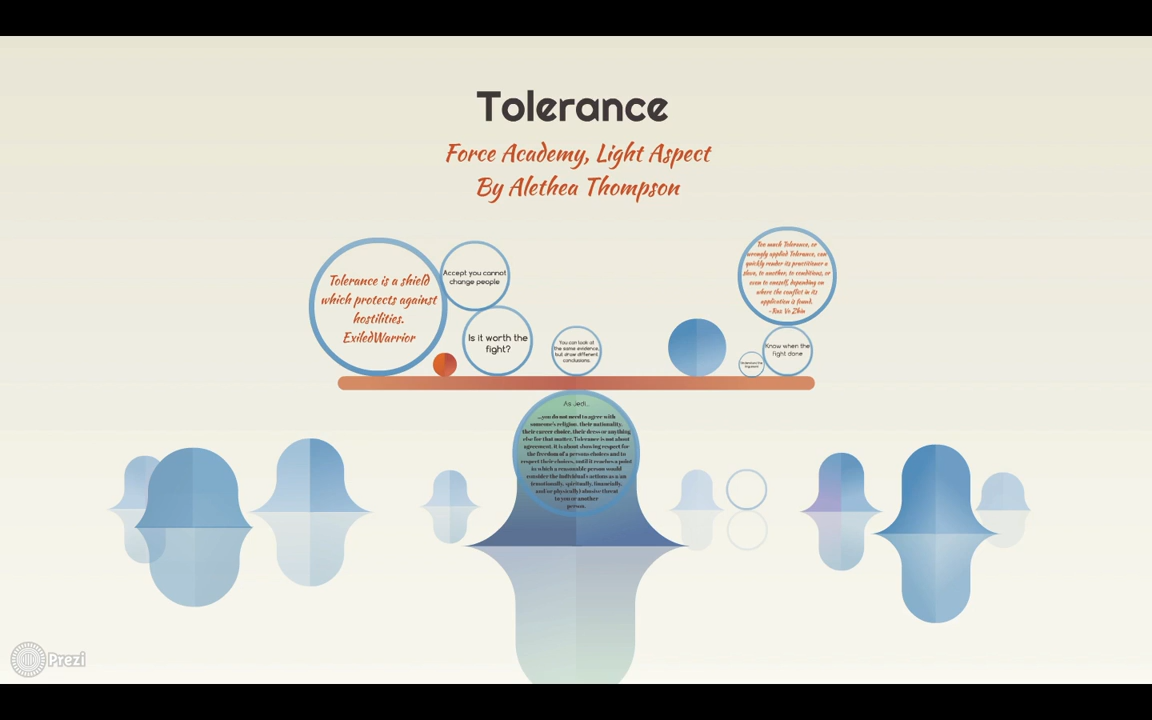 Tolerance
Force Academy, Light Aspect
By Alethea Thompson
Tolerance is a shield
which protects against
hostilities.
ExiledWarrior
Accept you cannot
change people
Is it worth the
fight?
You can look at
the same existence,
but draw different
conclusions
Too much Tolerance, or
wrongly applied Tolerance, can
quickly render its practitioner a
slave, to another, to conditions, or
even to oneself, depending on
where the conflict in its
application is found.
Know when the
fight done
As Jedi...
...you do not need to agree with
someone's religion, their nationality,
their career choice, their dress or anything
else for that matter. Tolerance is not about
agreement. It is about showing respect for
the freedom of a persons choices and to
respect their choices, until it reaches a point
to which a reasonable person would
consider the individual's actions as a an
(emotionally, spiritually, financially,
and/or physically) abusive threat
to you or another
person.
Prezi